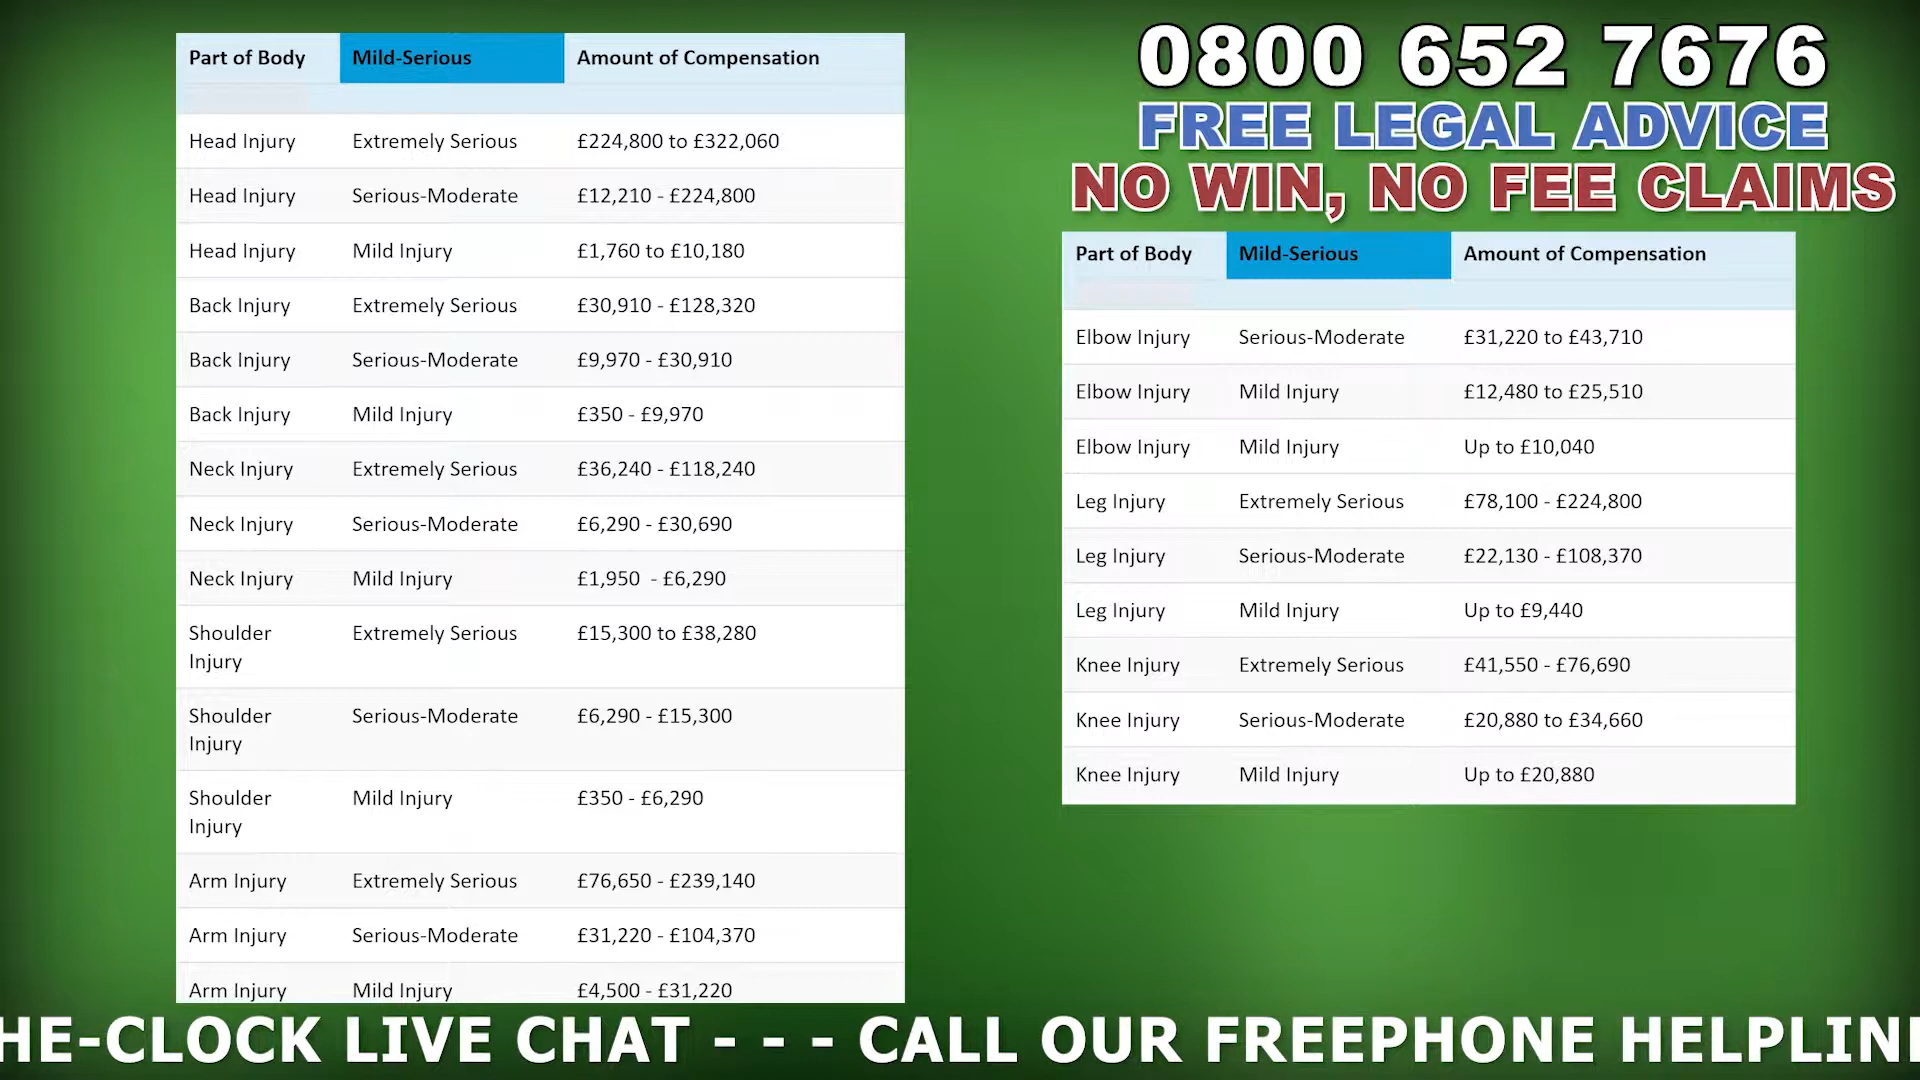 Part of Body Mild-Serious Amount of Compensation
Head Injury Extremely Serious £224,800 to £322,060
Head Injury Serious-Moderate £12,210 - £224,800
Head Injury Mild Injury £1,760 to £10,180
Back Injury Extremely Serious £30,910 - £128,320
Back Injury Serious-Moderate £9,970 - £30,910
Back Injury Mild Injury £350 - £9,970
Neck Injury Extremely Serious £36,240 - £118,240
Neck Injury Serious-Moderate £6,290 - £30,690
Neck Injury Mild Injury £1,950 - £6,290
Shoulder Extremely Serious £15,300 to £38,280
Injury
Shoulder Serious-Moderate £6,290 - £15,300
Injury
Shoulder Mild Injury £350 - £6,290
Injury
Arm Injury Extremely Serious £76,650 - £239,140
Arm Injury Serious-Moderate £31,220 - £104,370
Arm Injury Mild Injury £4,500 - £31,220
0800 652 7676
FREE LEGAL ADVICE
NO WIN, NO FEE CLAIMS
Part of Body Mild-Serious Amount of Compensation
Elbow Injury Serious-Moderate £31,220 to £43,710
Elbow Injury Mild Injury £12,480 to £25,510
Elbow Injury Mild Injury Up to £10,040
Leg Injury Extremely Serious £78,100 - £224,800
Leg Injury Serious-Moderate £22,130 - £108,370
Leg Injury Mild Injury Up to £9,440
Knee Injury Extremely Serious £41,550 - £76,690
Knee Injury Serious-Moderate £20,880 to £34,660
Knee Injury Mild Injury Up to £20,880
HE-CLOCK LIVE CHAT - - - CALL OUR FREEPHONE HELPLIN